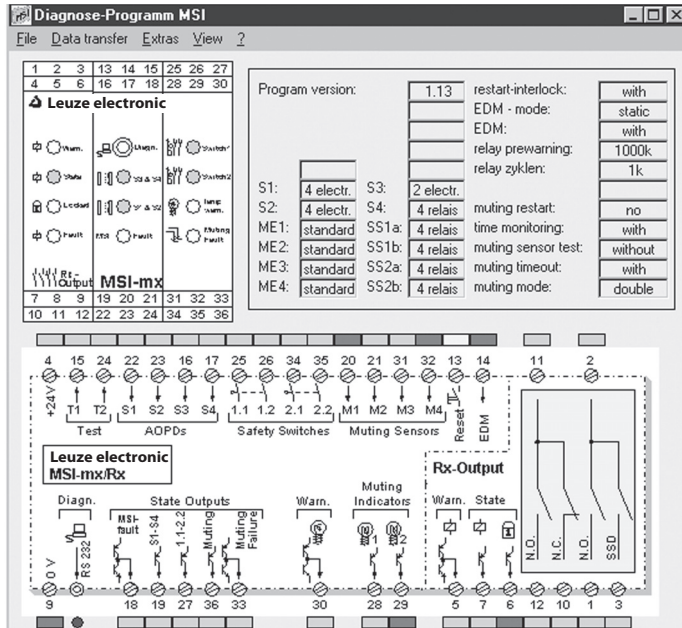 Diagnose-Programm MSI
File Data transfer Extras View ?
1 2 3 13 14 15 25 26 27
4 5 6 16 17 18 28 29 30
Leuze electronic
Warn. Diagn. Switch1
State S3 & S4 Switch2
Locked S1 & S2 lamp warn.
Fault MSI Fault Muting Fault
Rx-Output MSI-mx
7 8 9 19 20 21 31 32 33
10 11 12 22 23 24 34 35 36
Program version: 1.13 restart-interlock: with
EDM - mode: static
EDM: with
relay prewarning: 1000k
relay zyklen: 1k
S1: 4 electr. S3: 2 electr.
S2: 4 electr. S4: 4 relais muting restart: no
ME1: standard SS1a: 4 relais time monitoring: with
ME2: standard SS1b: 4 relais muting sensor test: without
ME3: standard SS2a: 4 relais muting timeout: with
ME4: standard SS2b: 4 relais muting mode: double
4 15 24 22 23 16 17 25 26 34 35 20 21 31 32 13 14 11 2
+24V T1 T2 S1 S2 S3 S4 1.1 1.2 2.1 2.2 M1 M2 M3 M4 Reset EDM
Test AOPDs Safety Switches Muting Sensors
Leuze electronic
MSI-mx/Rx
Rx-Output
Diagn. State Outputs Warn. Muting Indicators Warn. State
RS 232 MSI-fault S1-S4 1.1-2.2 Muting Muting Failure 1 2 N.O. N.C. N.O. SSD
0 V
9 18 19 27 36 33 30 28 29 5 7 6 12 10 1 3